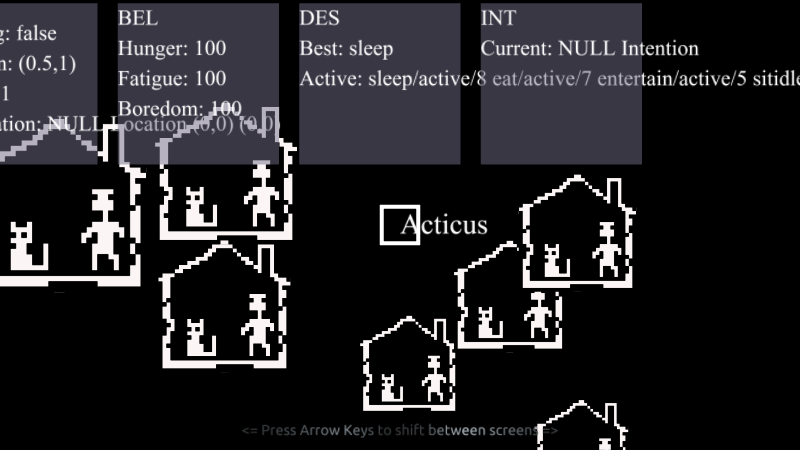 g: false
n: (0.5,1)
1
ation: NULL Location (0,0) (0,0)
BEL
Hunger: 100
Fatigue: 100
Boredom: 100
DES
Best: sleep
Active: sleep/active/8 eat/active/7 entertain/active/5 sitidle
INT
Current: NULL Intention
Acticus
<= Press Arrow Keys to shift between screens =>